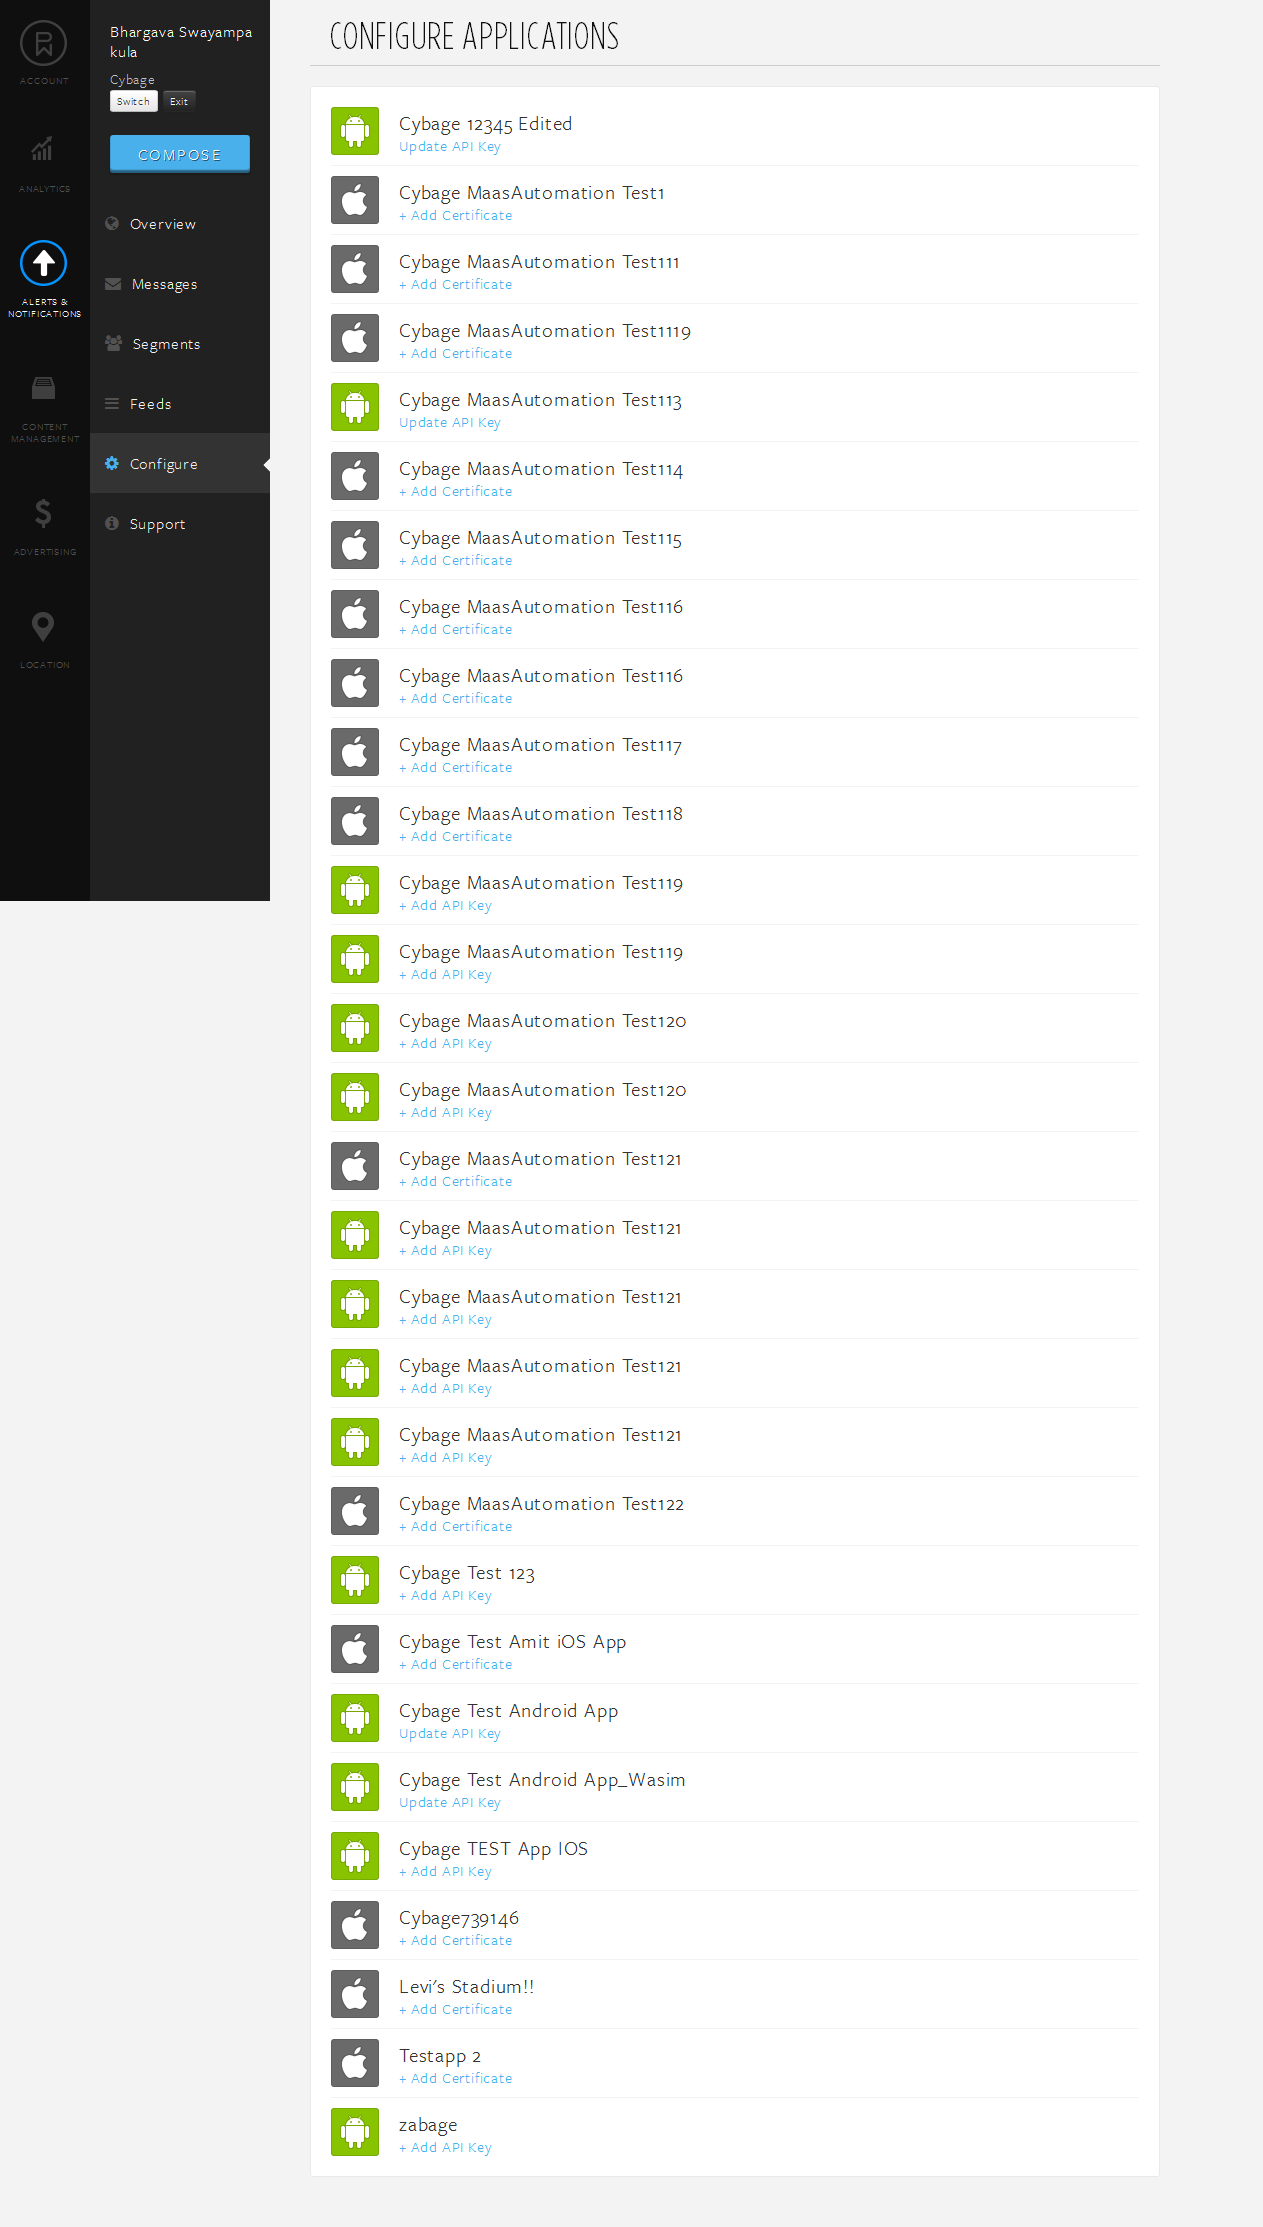 ACCOUNT
ANALYTICS
ALERTS &
NOTIFICATIONS
CONTENT
MANAGEMENT
ADVERTISING
LOCATION
Bhargava Swayampa
kula
Cybage
Switch Exit
COMPOSE
Overview
Messages
Segments
Feeds
Configure
Support
CONFIGURE APPLICATIONS
Cybage 12345 Edited
Update API Key
Cybage MaasAutomation Test1
+ Add Certificate
Cybage MaasAutomation Test111
+ Add Certificate
Cybage MaasAutomation Test1119
+ Add Certificate
Cybage MaasAutomation Test113
Update API Key
Cybage MaasAutomation Test114
+ Add Certificate
Cybage MaasAutomation Test115
+ Add Certificate
Cybage MaasAutomation Test116
+ Add Certificate
Cybage MaasAutomation Test116
+ Add Certificate
Cybage MaasAutomation Test117
+ Add Certificate
Cybage MaasAutomation Test118
+ Add Certificate
Cybage MaasAutomation Test119
+ Add API Key
Cybage MaasAutomation Test119
+ Add API Key
Cybage MaasAutomation Test120
+ Add API Key
Cybage MaasAutomation Test120
+ Add API Key
Cybage MaasAutomation Test121
+ Add Certificate
Cybage MaasAutomation Test121
+ Add API Key
Cybage MaasAutomation Test121
+ Add API Key
Cybage MaasAutomation Test121
+ Add API Key
Cybage MaasAutomation Test121
+ Add API Key
Cybage MaasAutomation Test122
+ Add Certificate
Cybage Test 123
+ Add API Key
Cybage Test Amit iOS App
+ Add Certificate
Cybage Test Android App
Update API Key
Cybage Test Android App_Wasim
Update API Key
Cybage TEST App IOS
+ Add API Key
Cybage739146
+ Add Certificate
Levi's Stadium!!
+ Add Certificate
Testapp 2
+ Add Certificate
zabage
+ Add API Key